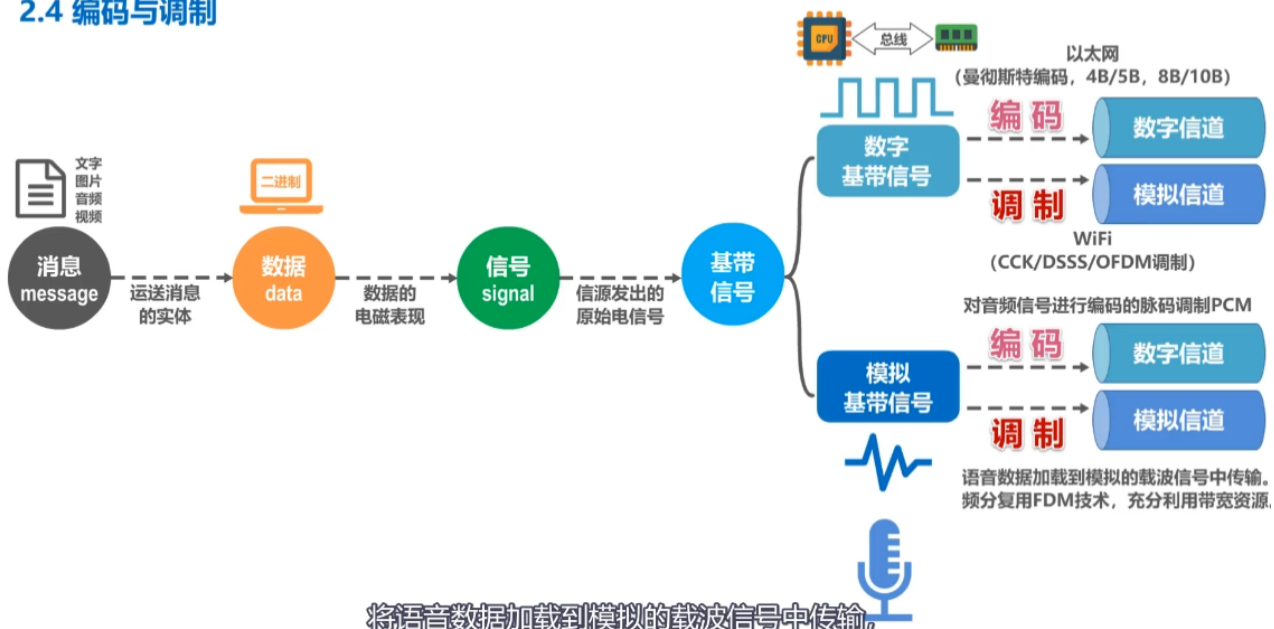 2.4 编码与调制
CPU
总线
以太网
(曼彻斯特编码，4B/5B，8B/10B)
编码
数字信道
数字
基带信号
调制
模拟信道
WiFi
(CCK/DSSS/OFDM调制)
文字
图片
音频
视频
二进制
消息
message
运送消息
的实体
数据
data
数据的
电磁表现
信号
signal
信源发出的
原始电信号
基带
信号
对音频信号进行编码的脉码调制PCM
编码
数字信道
模拟
基带信号
调制
模拟信道
语音数据加载到模拟的载波信号中传输。
频分复用FDM技术，充分利用带宽资源。
将语音数据加载到模拟的载波信号中传输,